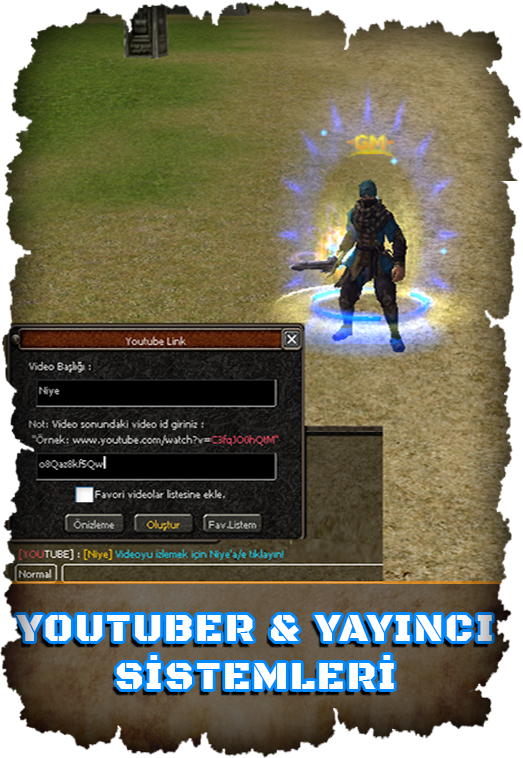 GM
Youtube Link
Video Başlığı :
Niye
Not: Video sonundaki video id giriniz :
"Örnek: www.youtube.com/watch?v=C3fqJO0hQtM"
o8Qaz8kf5Qw
Favori videolar listesine ekle.
Önizleme Oluştur Fav.Listem
[YOUTUBE] : [Niye] Videoyu izlemek için Niye'a/e tıklayın!
Normal
YOUTUBER & YAYINCI
SİSTEMLERİ